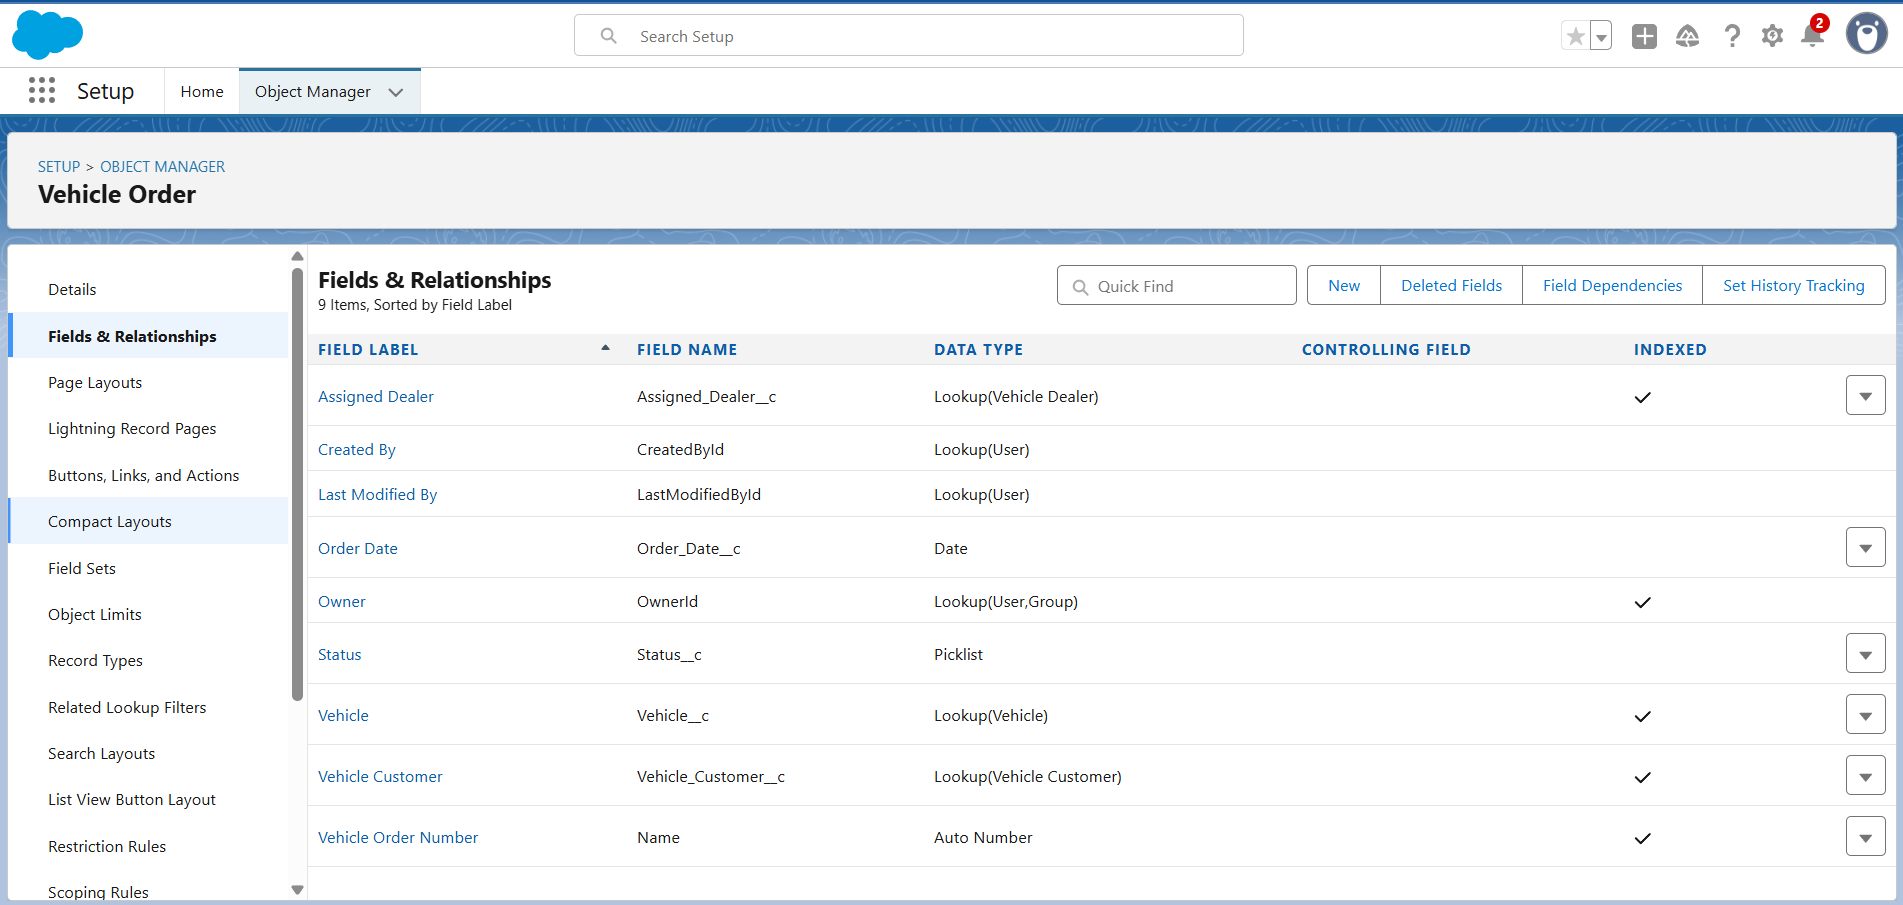 Search Setup
2
Setup
Home
Object Manager
SETUP > OBJECT MANAGER
Vehicle Order
Details
Fields & Relationships
Page Layouts
Lightning Record Pages
Buttons, Links, and Actions
Compact Layouts
Field Sets
Object Limits
Record Types
Related Lookup Filters
Search Layouts
List View Button Layout
Restriction Rules
Scoping Rules
Fields & Relationships
9 Items, Sorted by Field Label
Quick Find
New
Deleted Fields
Field Dependencies
Set History Tracking
FIELD LABEL FIELD NAME DATA TYPE CONTROLLING FIELD INDEXED
Assigned Dealer Assigned_Dealer__c Lookup(Vehicle Dealer)
Created By CreatedById Lookup(User)
Last Modified By LastModifiedById Lookup(User)
Order Date Order_Date__c Date
Owner OwnerId Lookup(User,Group)
Status Status__c Picklist
Vehicle Vehicle__c Lookup(Vehicle)
Vehicle Customer Vehicle_Customer__c Lookup(Vehicle Customer)
Vehicle Order Number Name Auto Number